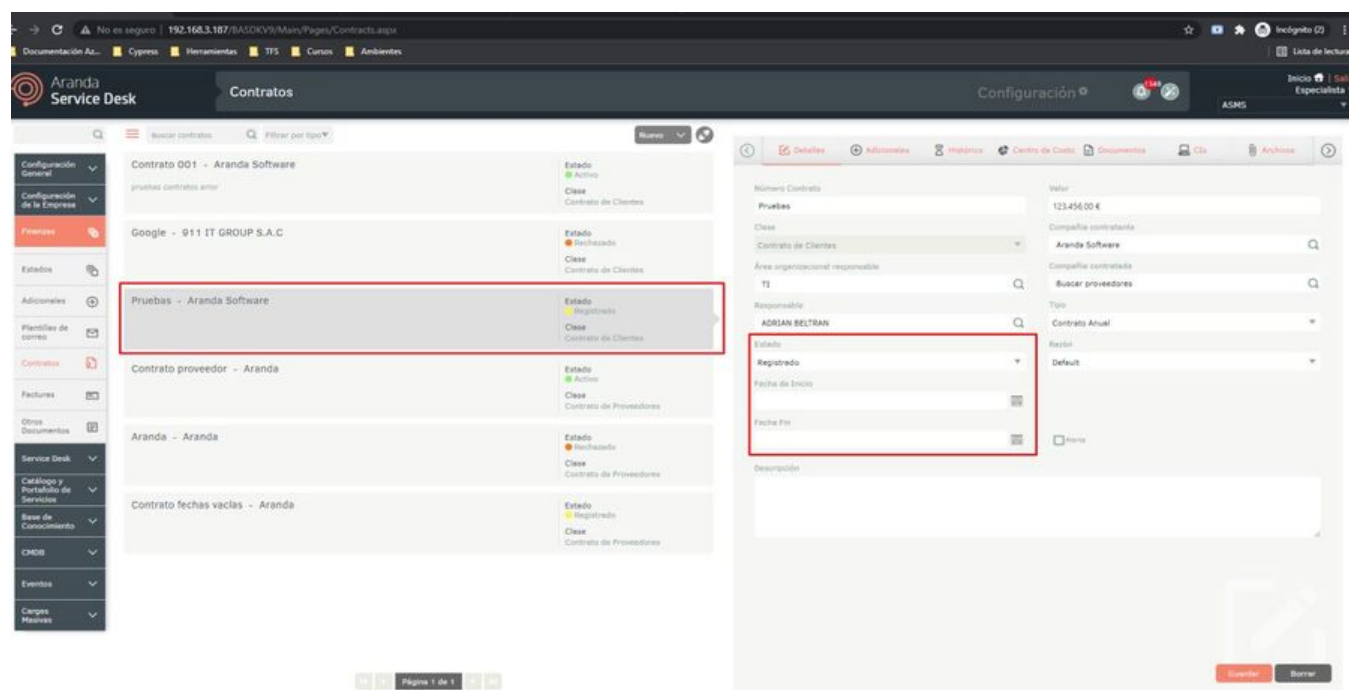 No es seguro | 192.168.3.187/BASDKV9/Main/Pages/Contracts.aspx
Incógnito (2)
Documentación Az...
Cypress
Herramientas
TFS
Cursos
Ambientes
Lista de lectura
Aranda
Service Desk
Contratos
Configuración
Inicio | Sali
Especialista
ASMS
Buscar contratos
Filtrar por tipo
Nuevo
Configuración
General
Configuración
de la Empresa
Finanzas
Estados
Adicionales
Plantillas de
correo
Contratos
Facturas
Otros
Documentos
Service Desk
Catálogo y
Portafolio de
Servicios
Base de
Conocimiento
CMDB
Eventos
Cargas
Masivas
Contrato 001 - Aranda Software
pruebas contratos error
Estado
Activo
Clase
Contrato de Clientes
Google - 911 IT GROUP S.A.C
Estado
Rechazado
Clase
Contrato de Clientes
Pruebas - Aranda Software
Estado
Registrado
Clase
Contrato de Clientes
Contrato proveedor - Aranda
Estado
Activo
Clase
Contrato de Proveedores
Aranda - Aranda
Estado
Rechazado
Clase
Contrato de Proveedores
Contrato fechas vacias - Aranda
Estado
Registrado
Clase
Contrato de Proveedores
Página 1 de 1
Detalles
Adicionales
Histórico
Centro de Costo
Documentos
CIs
Archivos
Número Contrato
Pruebas
Valor
123.456,00 €
Clase
Contrato de Clientes
Compañía contratante
Aranda Software
Área organizacional responsable
TI
Compañía contratada
Buscar proveedores
Responsable
ADRIAN BELTRAN
Tipo
Contrato Anual
Estado
Registrado
Razón
Default
Fecha de Inicio
Fecha Fin
Alerta
Descripción
Guardar
Borrar